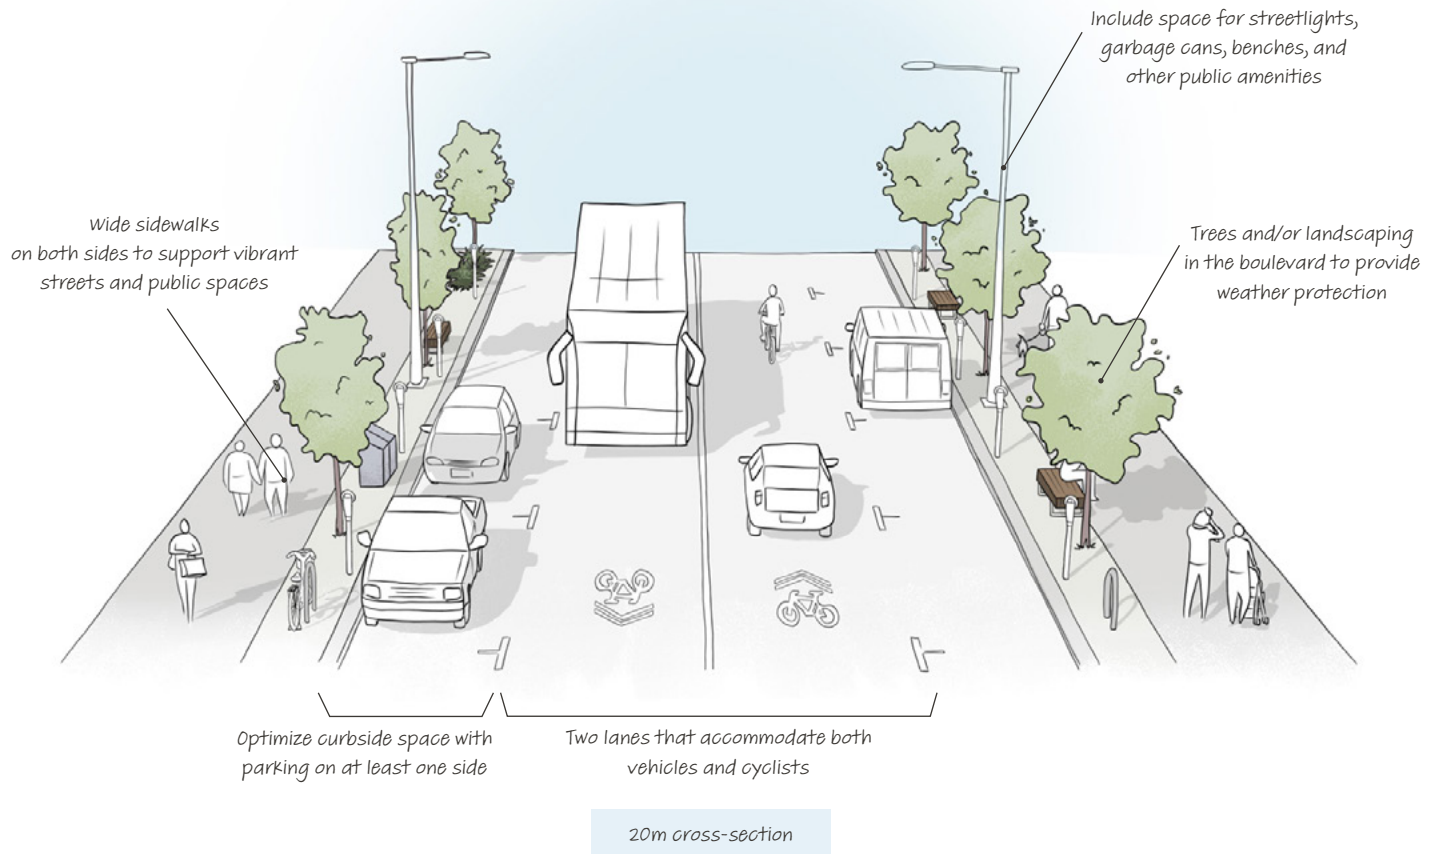 Include space for streetlights,
garbage cans, benches, and
other public amenities
Wide sidewalks
on both sides to support vibrant
streets and public spaces
Trees and/or landscaping
in the boulevard to provide
weather protection
Optimize curbside space with
parking on at least one side
Two lanes that accommodate both
vehicles and cyclists
20m cross-section